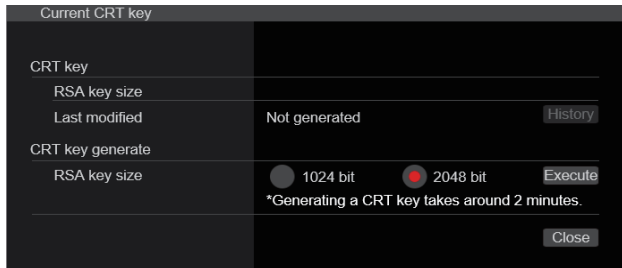 Current CRT key
CRT key
RSA key size
Last modified Not generated History
CRT key generate
RSA key size 1024 bit 2048 bit Execute
*Generating a CRT key takes around 2 minutes.
Close